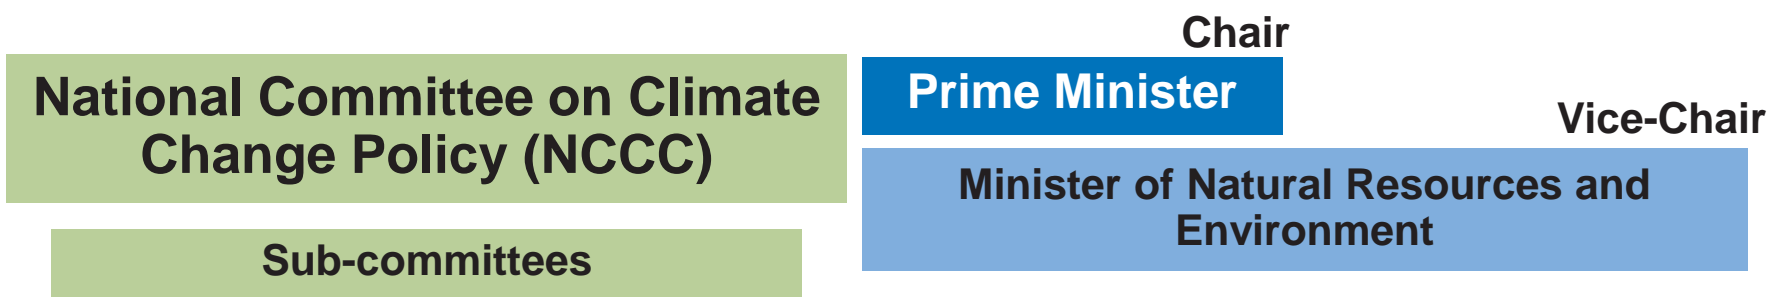 National Committee on Climate
Change Policy (NCCC)
Sub-committees
Chair
Prime Minister
Vice-Chair
Minister of Natural Resources and
Environment